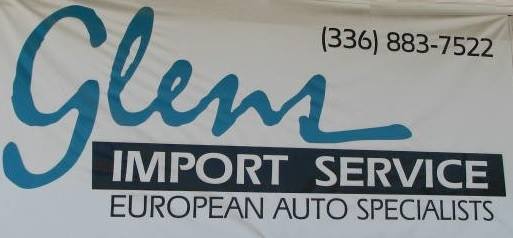 (336) 883-7522
Glens
IMPORT SERVICE
EUROPEAN AUTO SPECIALISTS